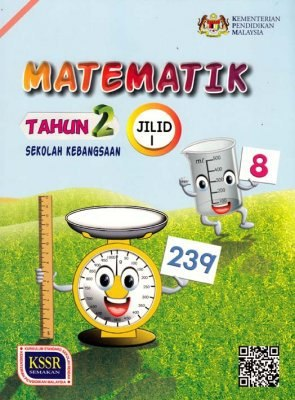 KEMENTERIAN
PENDIDIKAN
MALAYSIA
MATEMATIK
TAHUN 2
JILID
1
SEKOLAH KEBANGSAAN
8
239
KSSR
SEMAKAN